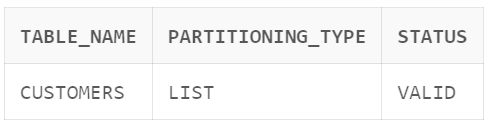 TABLE_NAME PARTITIONING_TYPE STATUS
CUSTOMERS LIST VALID